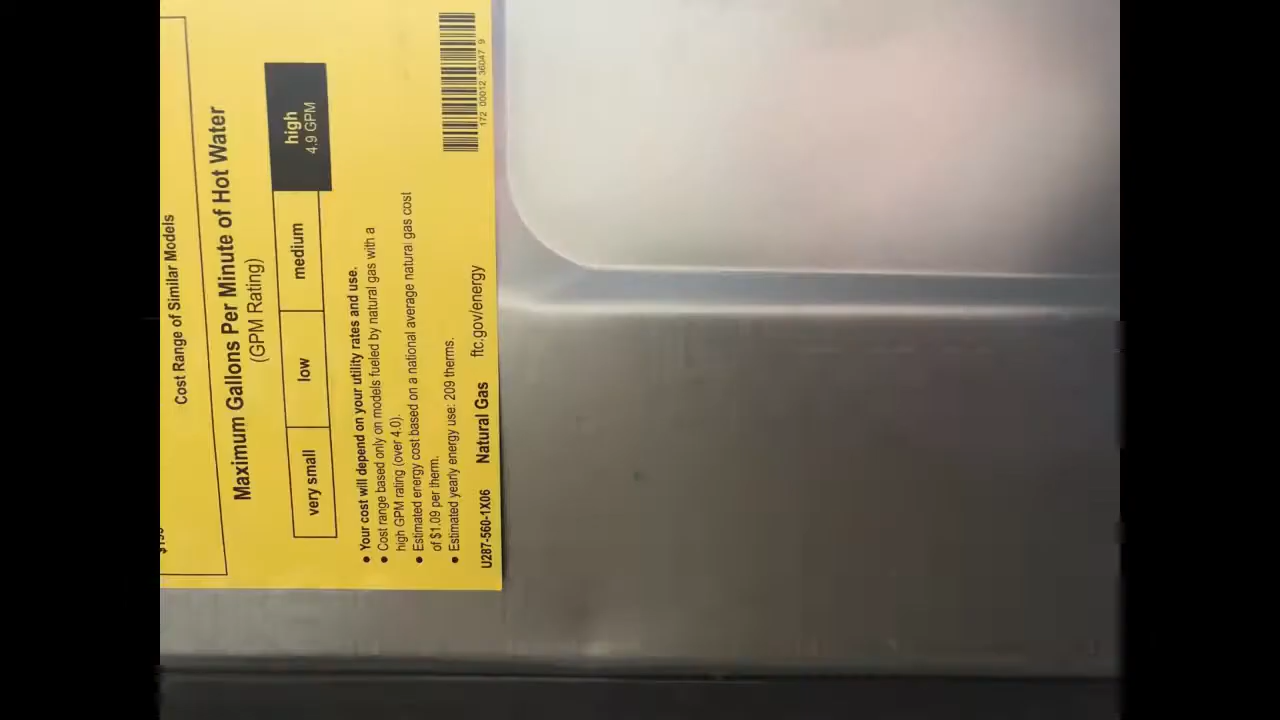 Cost Range of Similar Models
Maximum Gallons Per Minute of Hot Water
(GPM Rating)
very small low medium high
4.9 GPM
● Your cost will depend on your utility rates and use.
● Cost range based only on models fueled by natural gas with a
high GPM rating (over 4.0).
● Estimated energy cost based on a national average natural gas cost
of $1.09 per therm.
● Estimated yearly energy use: 209 therms.
U287-560-1X06 Natural Gas ftc.gov/energy
172 00012 36047 9